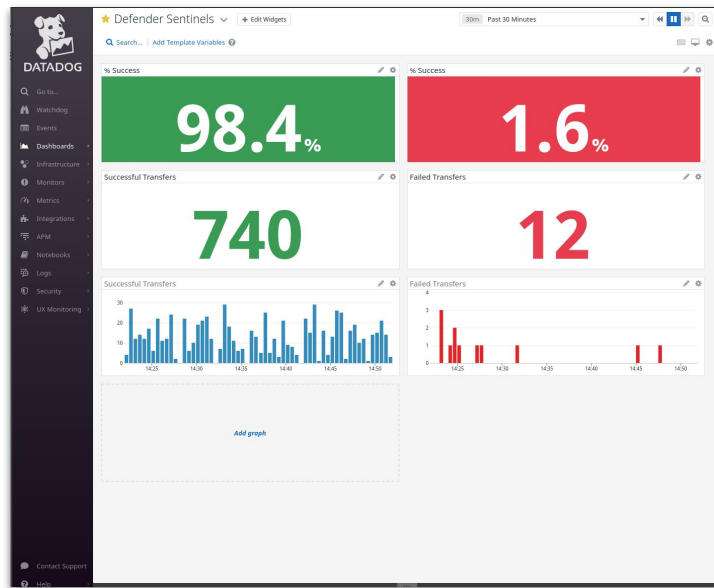 DATADOG
Go to...
Watchdog
Events
Dashboards
Infrastructure
Monitors
Metrics
Integrations
APM
Notebooks
Logs
Security
UX Monitoring
Contact Support
Help
Defender Sentinels
+ Edit Widgets
30m Past 30 Minutes
Search...
Add Template Variables
% Success
98.4%
% Success
1.6%
Successful Transfers
740
Failed Transfers
12
Successful Transfers
30
20
10
0
14:25 14:30 14:35 14:40 14:45 14:50
Failed Transfers
4
3
2
1
0
14:25 14:30 14:35 14:40 14:45 14:50
Add graph